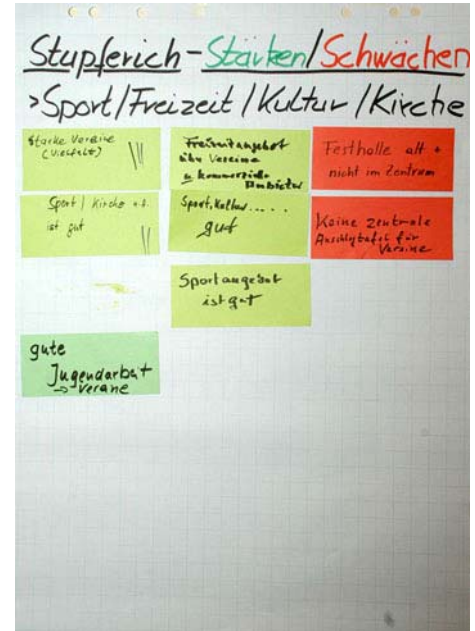 Stupferich - Stärken/Schwächen
>Sport/Freizeit/Kultur/Kirche
Starke Vereine
(Vielfalt)
Freizeitangebot
über Vereine
u kommerzielle
Anbieter
Festhalle alt +
nicht im Zentrum
Sport / Kirche
ist gut
Sport, Kultur.....
gut
Keine zentrale
Anschlagtafel für
Vereine
Sportangebot
ist gut
gute
Jugendarbeit
→ Vereine